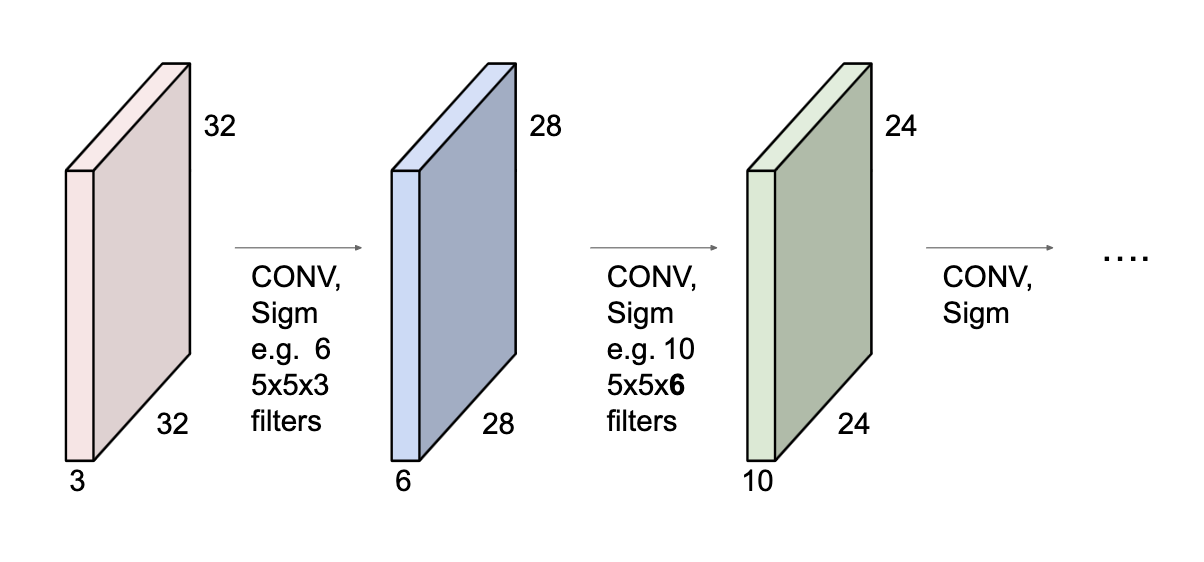 32
32
3
CONV,
Sigm
e.g.  6
5x5x3
filters
28
28
6
CONV,
Sigm
e.g. 10
5x5x6
filters
24
24
10
CONV,
Sigm
....